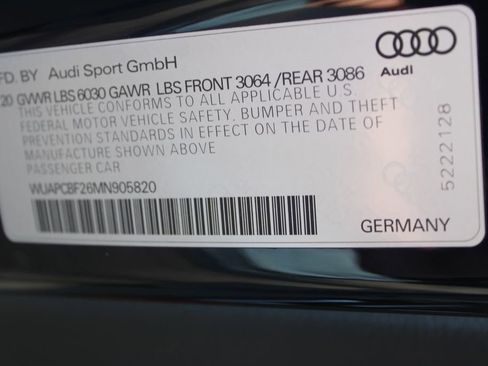 FD. BY Audi Sport GmbH
20 GVWR LBS 6030 GAWR LBS FRONT 3064 /REAR 3086
THIS VEHICLE CONFORMS TO ALL APPLICABLE U.S.
FEDERAL MOTOR VEHICLE SAFETY, BUMPER AND THEFT
PREVENTION STANDARDS IN EFFECT ON THE DATE OF
MANUFACTURE SHOWN ABOVE
PASSENGER CAR
WUAPCBF26MN905820
Audi
5222128
GERMANY